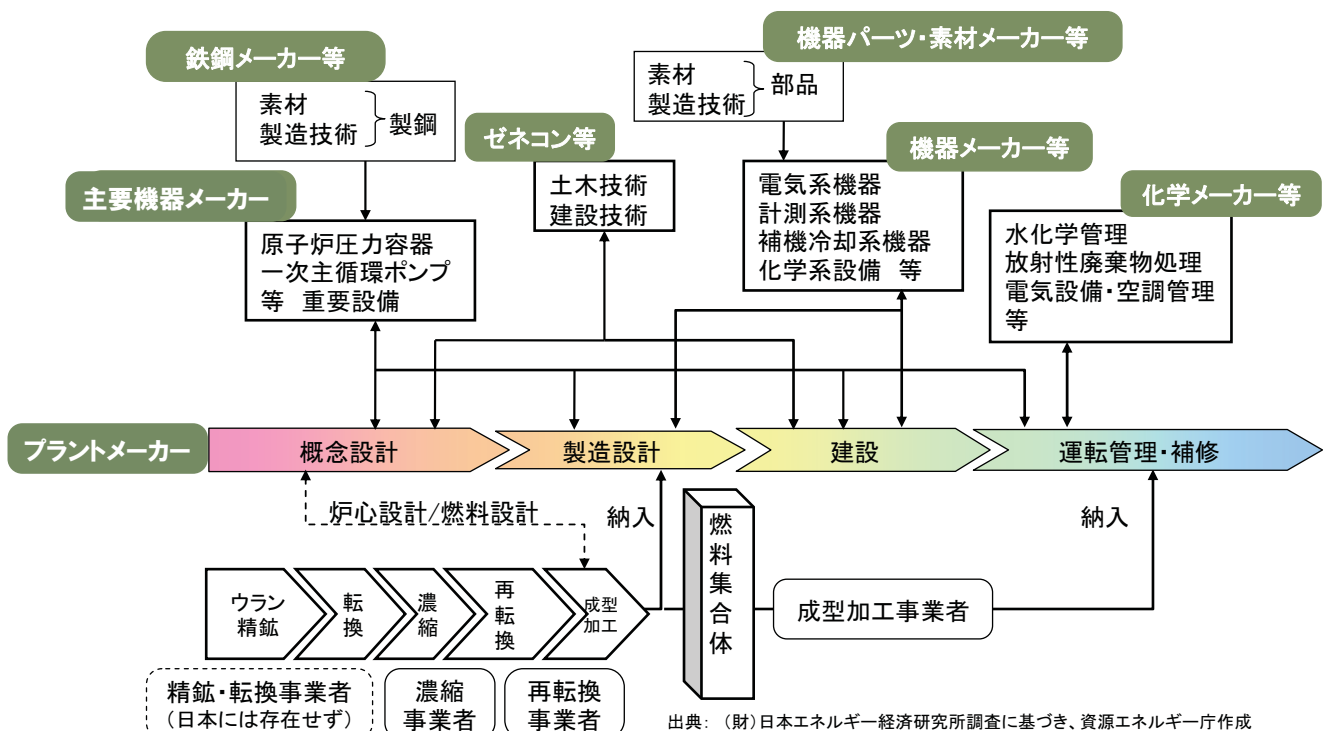 鉄鋼メーカー等
素材
製造技術
製鋼
機器パーツ・素材メーカー等
素材
製造技術
部品
ゼネコン等
土木技術
建設技術
機器メーカー等
電気系機器
計測系機器
補機冷却系機器
化学系設備 等
主要機器メーカー
原子炉圧力容器
一次主循環ポンプ
等 重要設備
化学メーカー等
水化学管理
放射性廃棄物処理
電気設備・空調管理
等
プラントメーカー
概念設計
製造設計
建設
運転管理・補修
炉心設計/燃料設計
納入
納入
ウラン
精鉱
転
換
濃
縮
再
転
換
成型
加工
燃
料
集
合
体
成型加工事業者
精鉱・転換事業者
(日本には存在せず)
濃縮
事業者
再転換
事業者
出典: (財)日本エネルギー経済研究所調査に基づき、資源エネルギー庁作成